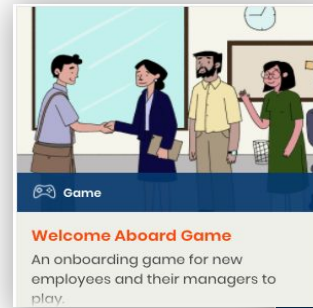 Game
Welcome Aboard Game
An onboarding game for new
employees and their managers to
play.